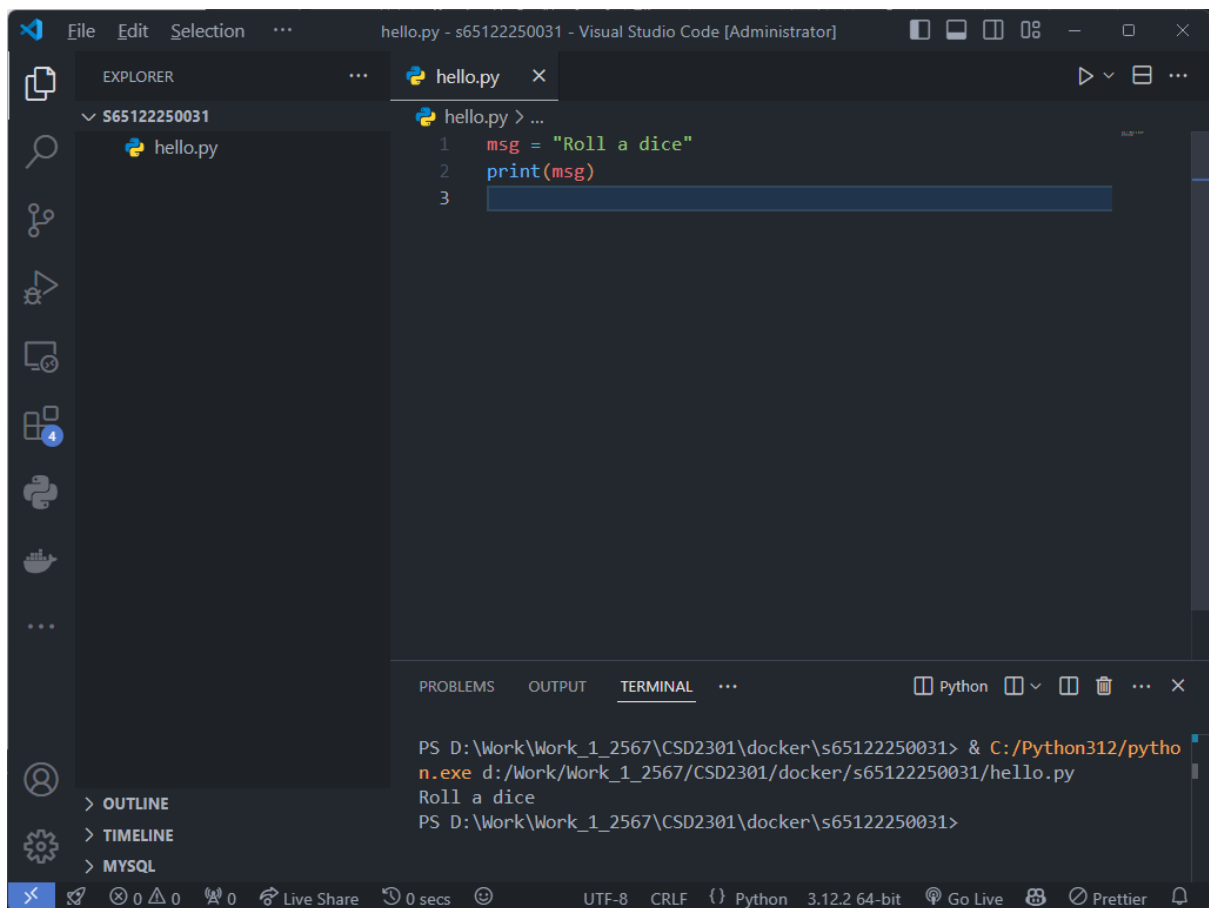 File Edit Selection ··· hello.py - s65122250031 - Visual Studio Code [Administrator]
EXPLORER ···
S65122250031
hello.py
OUTLINE
TIMELINE
MYSQL
4
hello.py
hello.py > ...
1 msg = "Roll a dice"
2 print(msg)
3
PROBLEMS OUTPUT TERMINAL ··· Python
PS D:\Work\Work_1_2567\CSD2301\docker\s65122250031> & C:/Python312/pytho
n.exe d:/Work/Work_1_2567/CSD2301/docker/s65122250031/hello.py
Roll a dice
PS D:\Work\Work_1_2567\CSD2301\docker\s65122250031>
0 0 0 Live Share 0 secs UTF-8 CRLF {} Python 3.12.2 64-bit Go Live Prettier